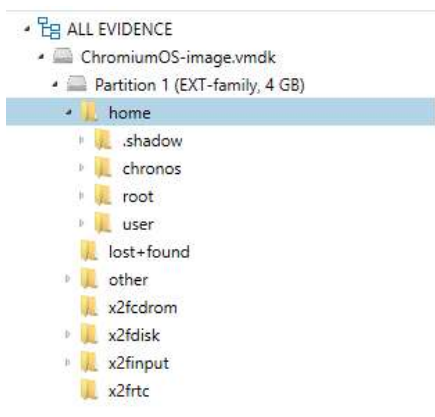 ALL EVIDENCE
ChromiumOS-image.vmdk
Partition 1 (EXT-family, 4 GB)
home
.shadow
chronos
root
user
lost+found
other
x2fcdrom
x2fdisk
x2finput
x2frtc